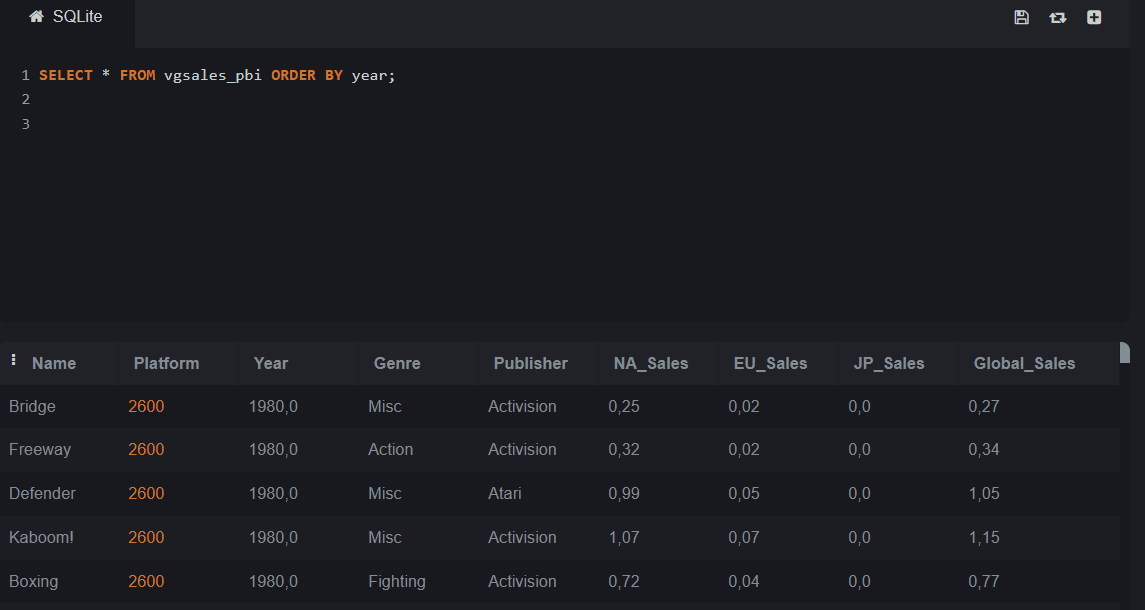 SQLite
1 SELECT * FROM vgsales_pbi ORDER BY year;
2
3
Name Platform Year Genre Publisher NA_Sales EU_Sales JP_Sales Global_Sales
Bridge 2600 1980,0 Misc Activision 0,25 0,02 0,0 0,27
Freeway 2600 1980,0 Action Activision 0,32 0,02 0,0 0,34
Defender 2600 1980,0 Misc Atari 0,99 0,05 0,0 1,05
Kaboom! 2600 1980,0 Misc Activision 1,07 0,07 0,0 1,15
Boxing 2600 1980,0 Fighting Activision 0,72 0,04 0,0 0,77